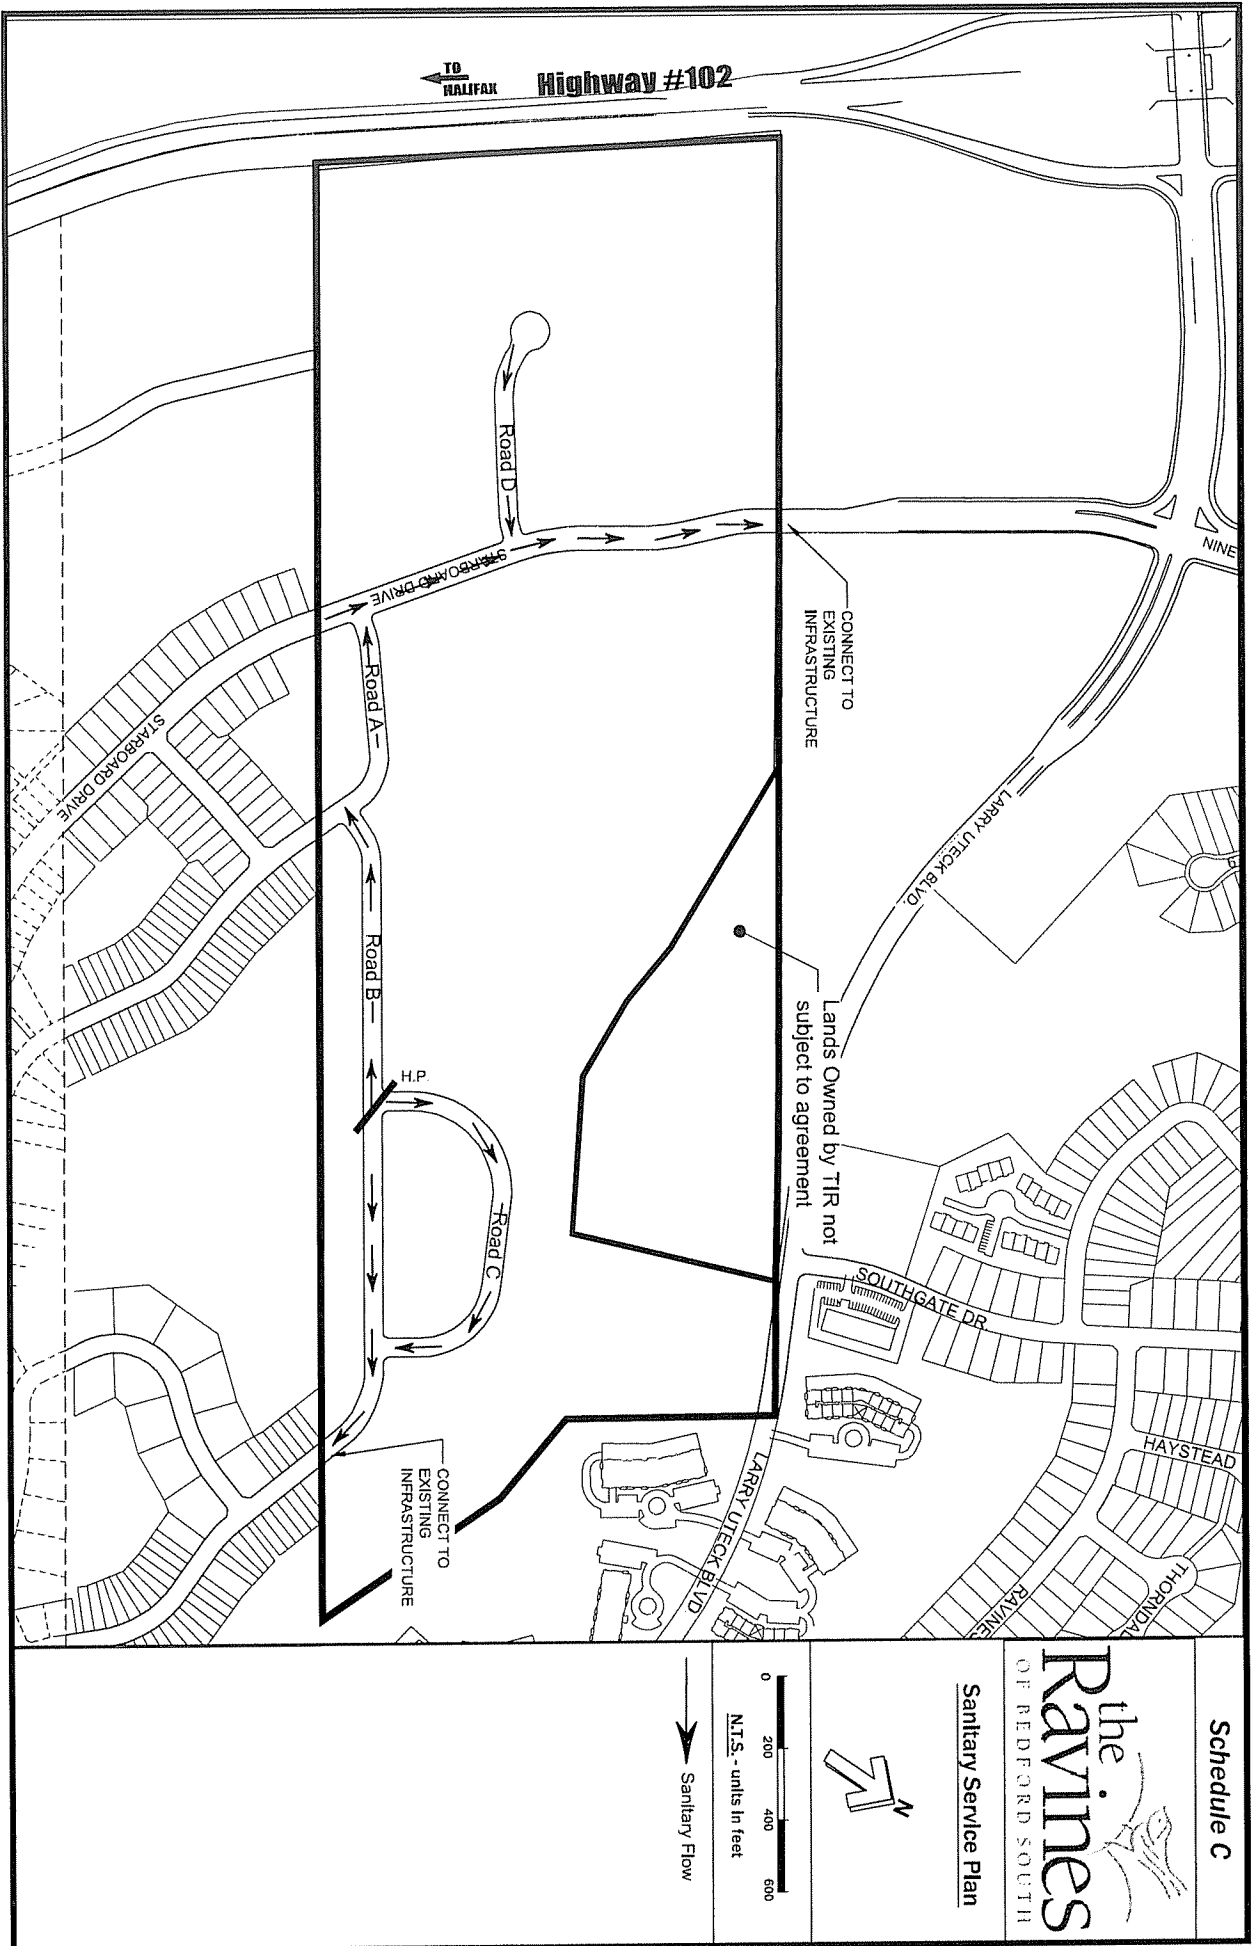 Schedule C
the
Ravines
OF BEDFORD SOUTH
Sanitary Service Plan
N
0 200 400 600
N.T.S. - units in feet
Sanitary Flow
TO
HALIFAX
Highway #102
NINE
Road D
STARBOARD DRIVE
CONNECT TO
EXISTING
INFRASTRUCTURE
Road A
STARBOARD DRIVE
LARRY UTECK BLVD.
Road B
Lands Owned by TIR not
subject to agreement
H.P.
Road C
SOUTHGATE DR
HAYSTEAD
THORNDAL
RAVINES
LARRY UTECK BLVD
CONNECT TO
EXISTING
INFRASTRUCTURE